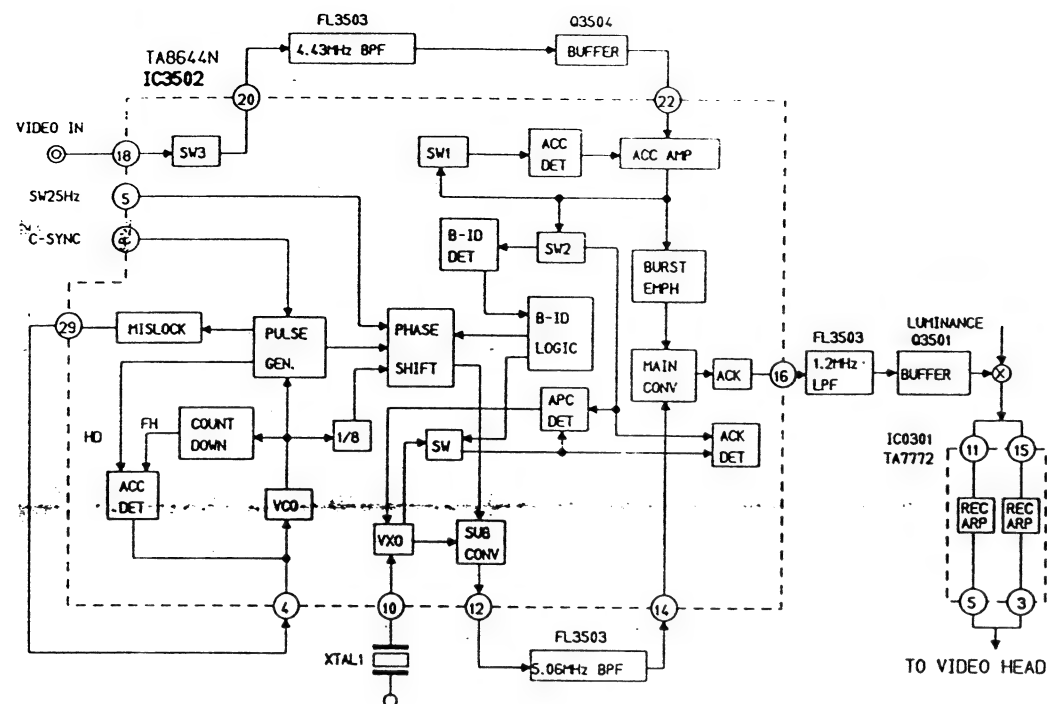 FL3503
4.43MHz BPF
Q3504
BUFFER
TA8644N
IC3502
20
22
VIDEO IN
18
SW3
SW1
ACC
DET
ACC AMP
SW25Hz
5
C-SYNC
B-ID
DET
SW2
BURST
EMPH
29
MISLOCK
PULSE
GEN.
PHASE
SHIFT
B-ID
LOGIC
MAIN
CONV
ACK
16
FL3503
1.2MHz
LPF
LUMINANCE
Q3501
BUFFER
HD
FH
COUNT
DOWN
1/8
SW
APC
DET
ACK
DET
IC0301
TA7772
11
15
ACC
DET
VCO
VXO
SUB
CONV
REC
ARP
REC
ARP
4
10
12
14
5
3
XTAL1
FL3503
5.06MHz BPF
TO VIDEO HEAD